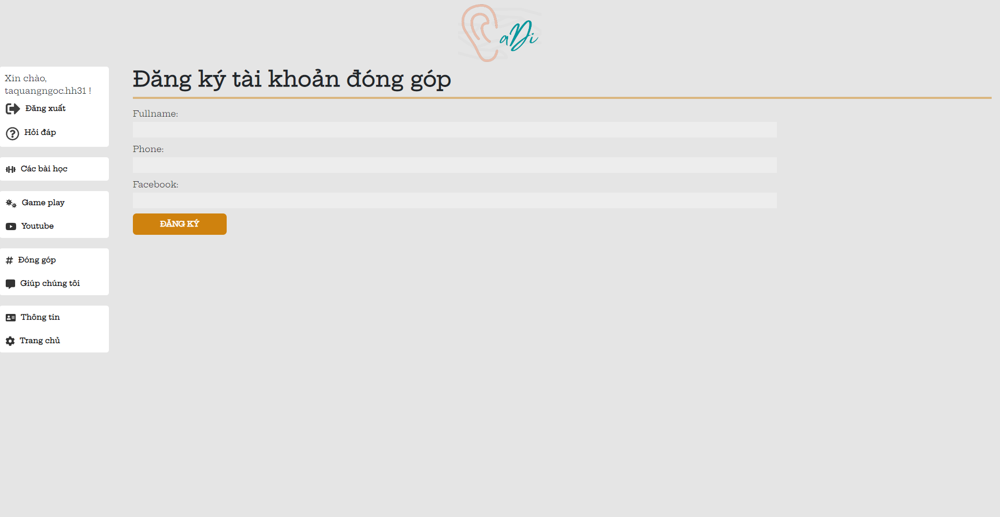 aDi
Xin chào,
taquangngoc.hh31 !
Đăng xuất
Hỏi đáp
Các bài học
Game play
Youtube
Đóng góp
Giúp chúng tôi
Thông tin
Trang chủ
Đăng ký tài khoản đóng góp
Fullname:
Phone:
Facebook:
ĐĂNG KÝ